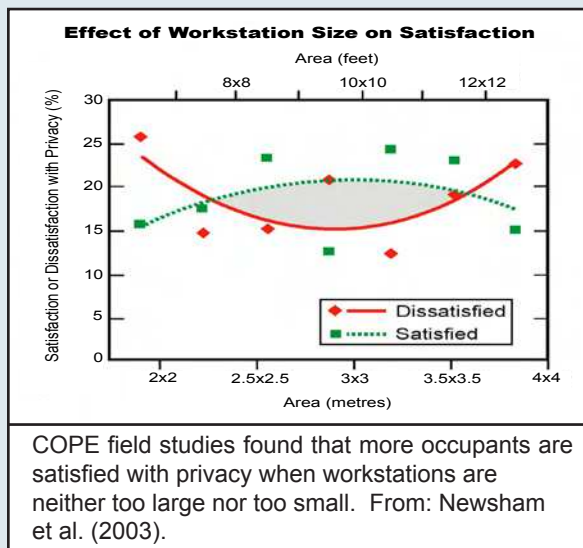 Effect of Workstation Size on Satisfaction
Area (feet)
8x8 10x10 12x12
Satisfaction or Dissatisfaction with Privacy (%)
30
25
20
15
10
5
0
Dissatisfied
Satisfied
2x2 2.5x2.5 3x3 3.5x3.5 4x4
Area (metres)
COPE field studies found that more occupants are
satisfied with privacy when workstations are
neither too large nor too small. From: Newsham
et al. (2003).